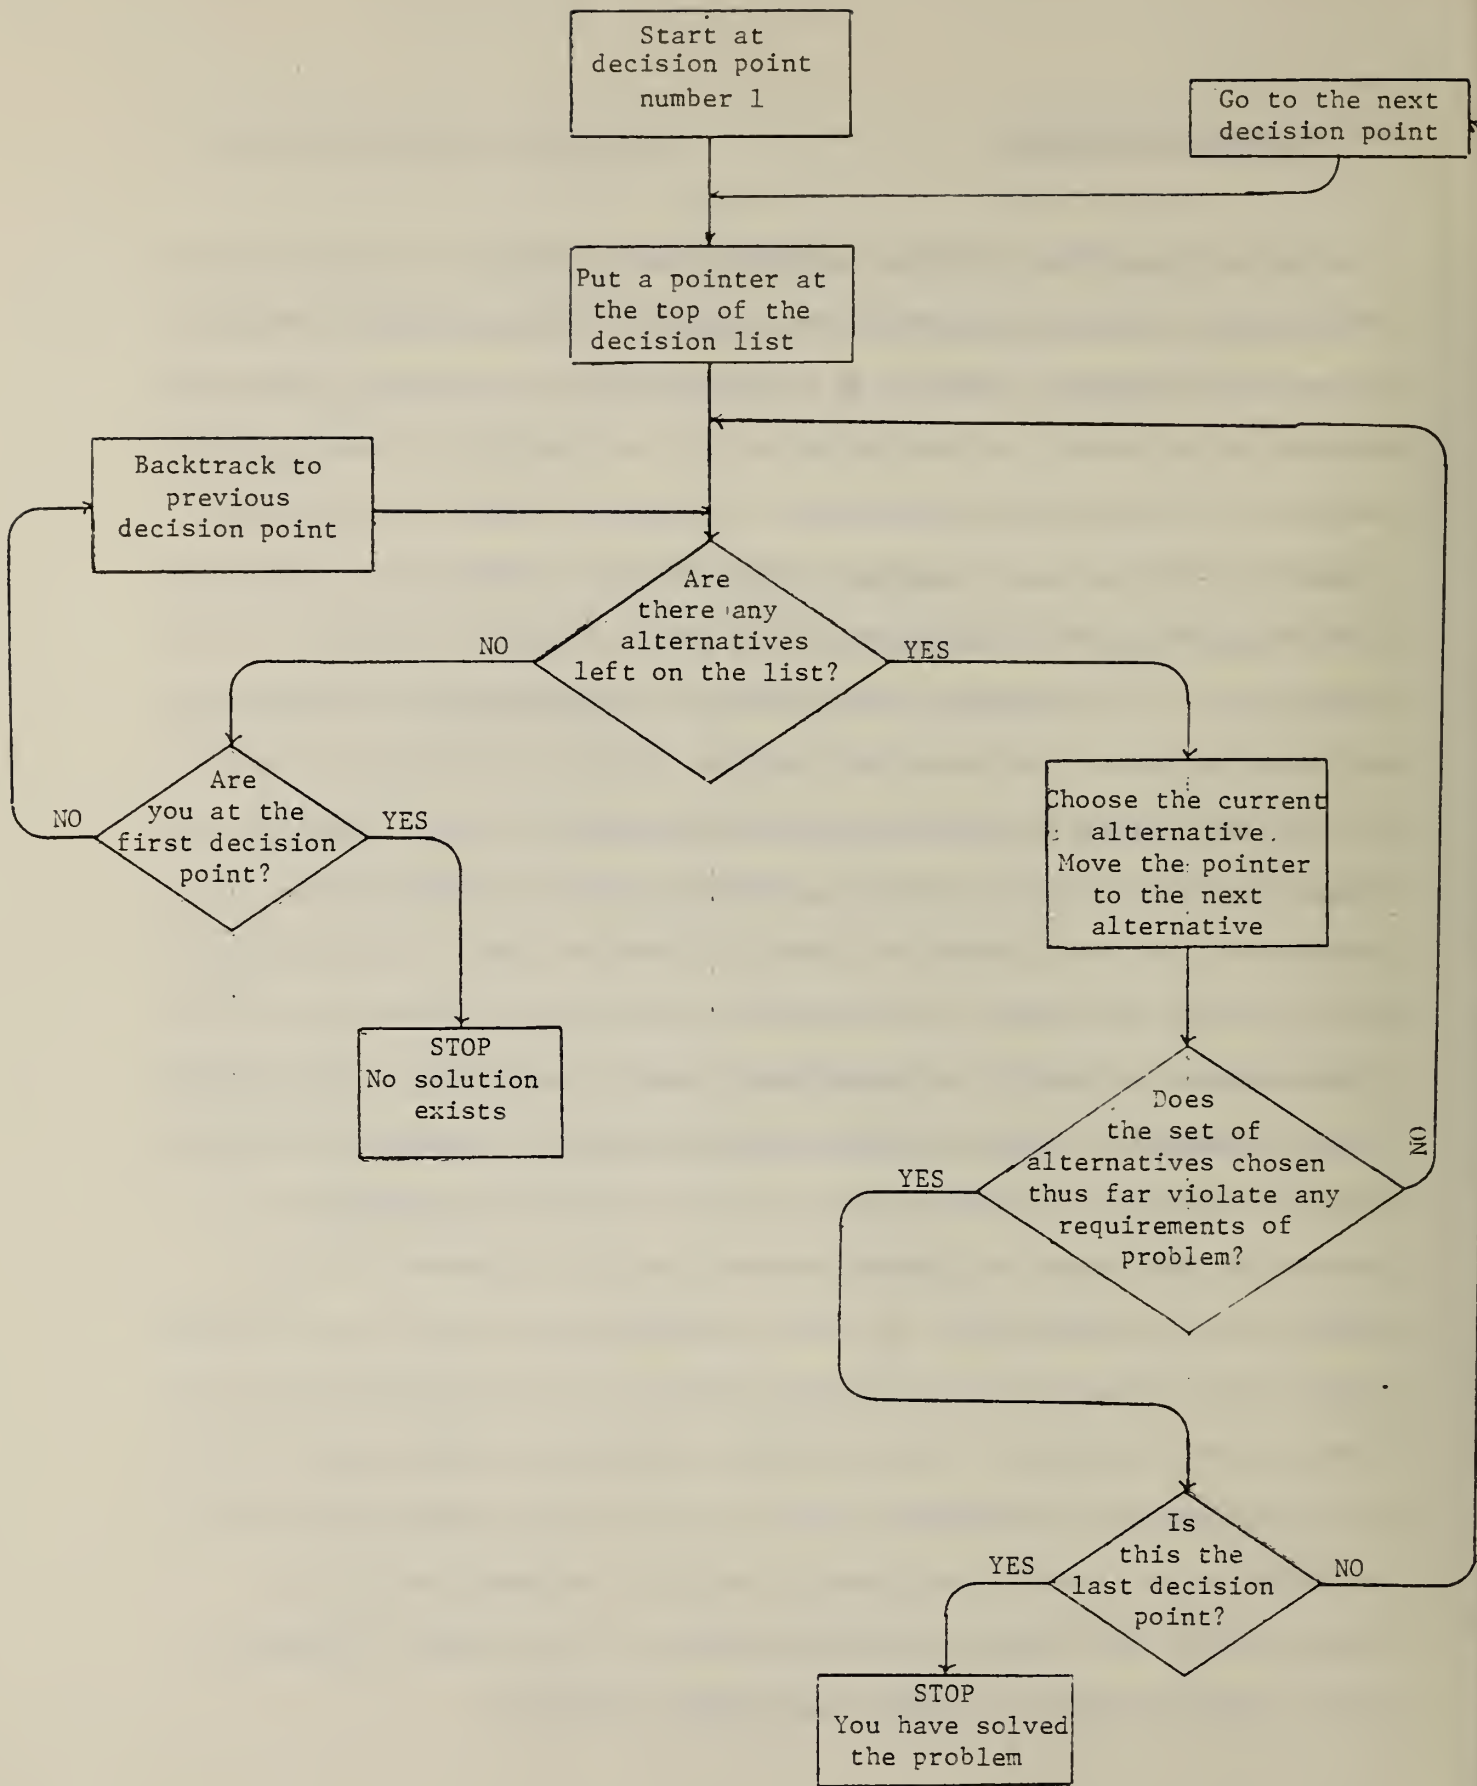 Start at
decision point
number 1
Go to the next
decision point
Put a pointer at
the top of the
decision list
Backtrack to
previous
decision point
Are
there any
alternatives
left on the list?
NO
YES
Are
you at the
first decision
point?
NO
YES
Choose the current
alternative.
Move the pointer
to the next
alternative
STOP
No solution
exists
Does
the set of
alternatives chosen
thus far violate any
requirements of
problem?
YES
NO
Is
this the
last decision
point?
YES
NO
STOP
You have solved
the problem